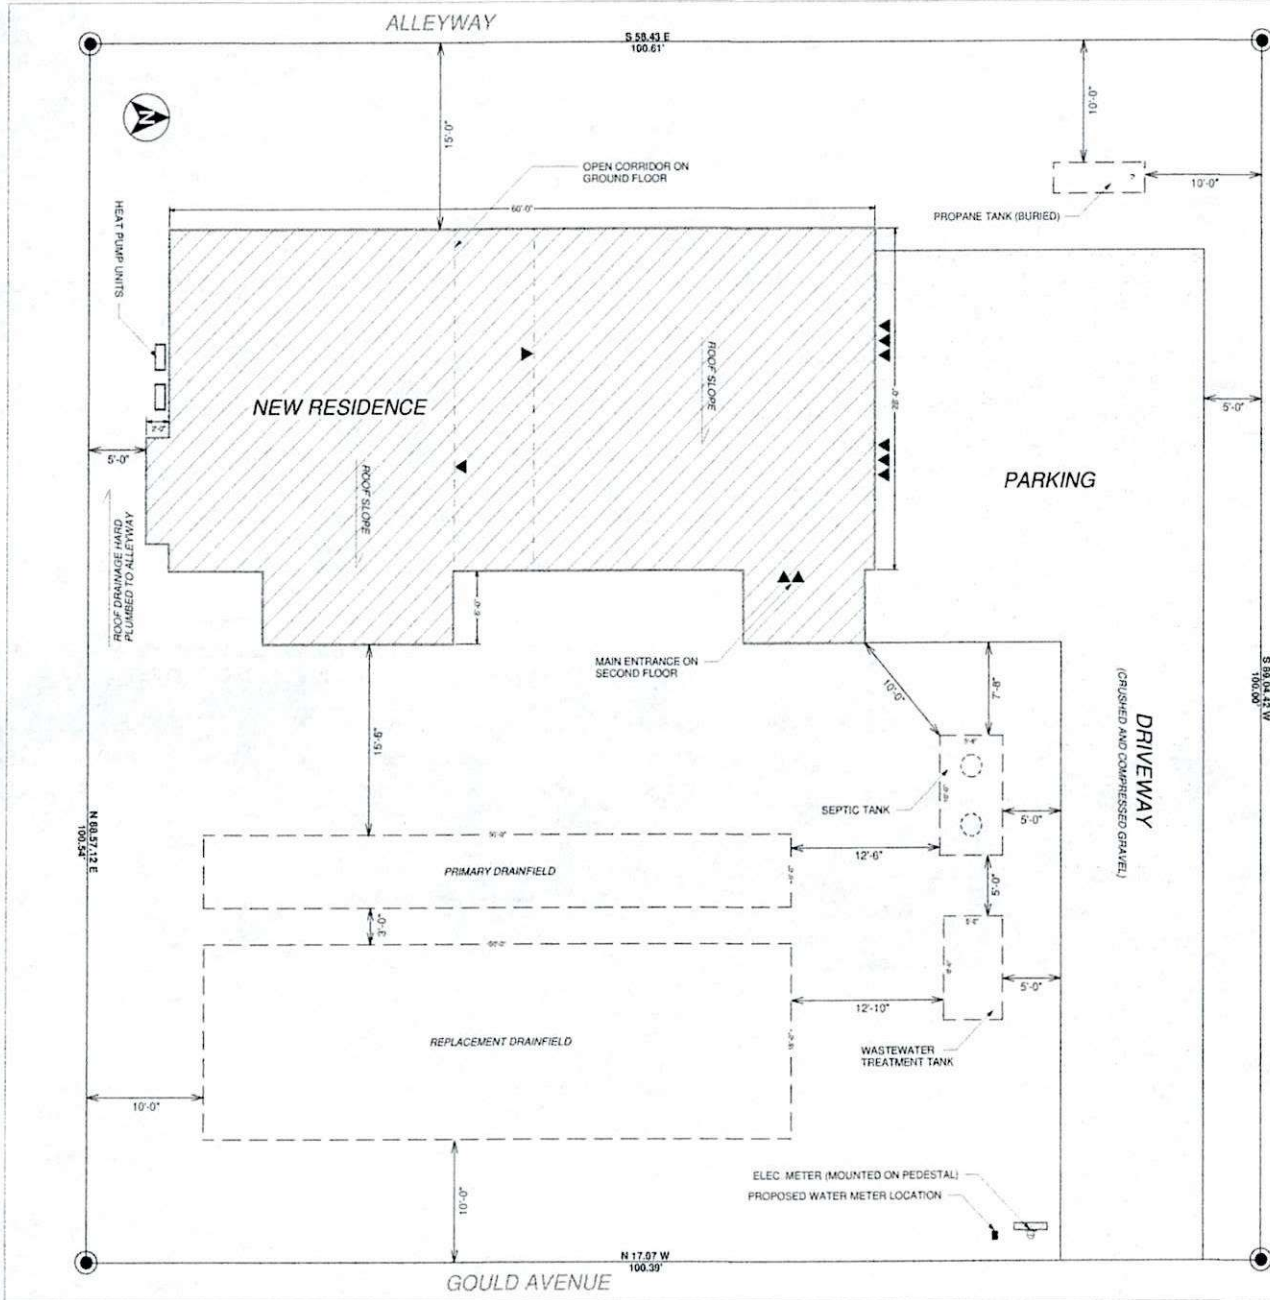 ALLEYWAY
S 58.43 E
100.61'
N
15'-0"
10'-0"
OPEN CORRIDOR ON
GROUND FLOOR
10'-0"
60'-0"
PROPANE TANK (BURIED)
HEAT PUMP UNITS
ROOF SLOPE
28'-0"
5'-0"
NEW RESIDENCE
2'-0"
5'-0"
ROOF SLOPE
PARKING
ROOF DRAINAGE HARD
PLUMBED TO ALLEYWAY
MAIN ENTRANCE ON
SECOND FLOOR
10'-0"
7'-8"
S 89.04.42 W
100.00'
DRIVEWAY
(CRUSHED AND COMPRESSED GRAVEL)
15'-6"
SEPTIC TANK
5'-0"
N 88.57.12 E
100.54'
12'-6"
PRIMARY DRAINFIELD
5'-0"
3'-0"
5'-0"
12'-10"
REPLACEMENT DRAINFIELD
WASTEWATER
TREATMENT TANK
10'-0"
10'-0"
ELEC. METER (MOUNTED ON PEDESTAL)
PROPOSED WATER METER LOCATION
N 17.07 W
100.39'
GOULD AVENUE